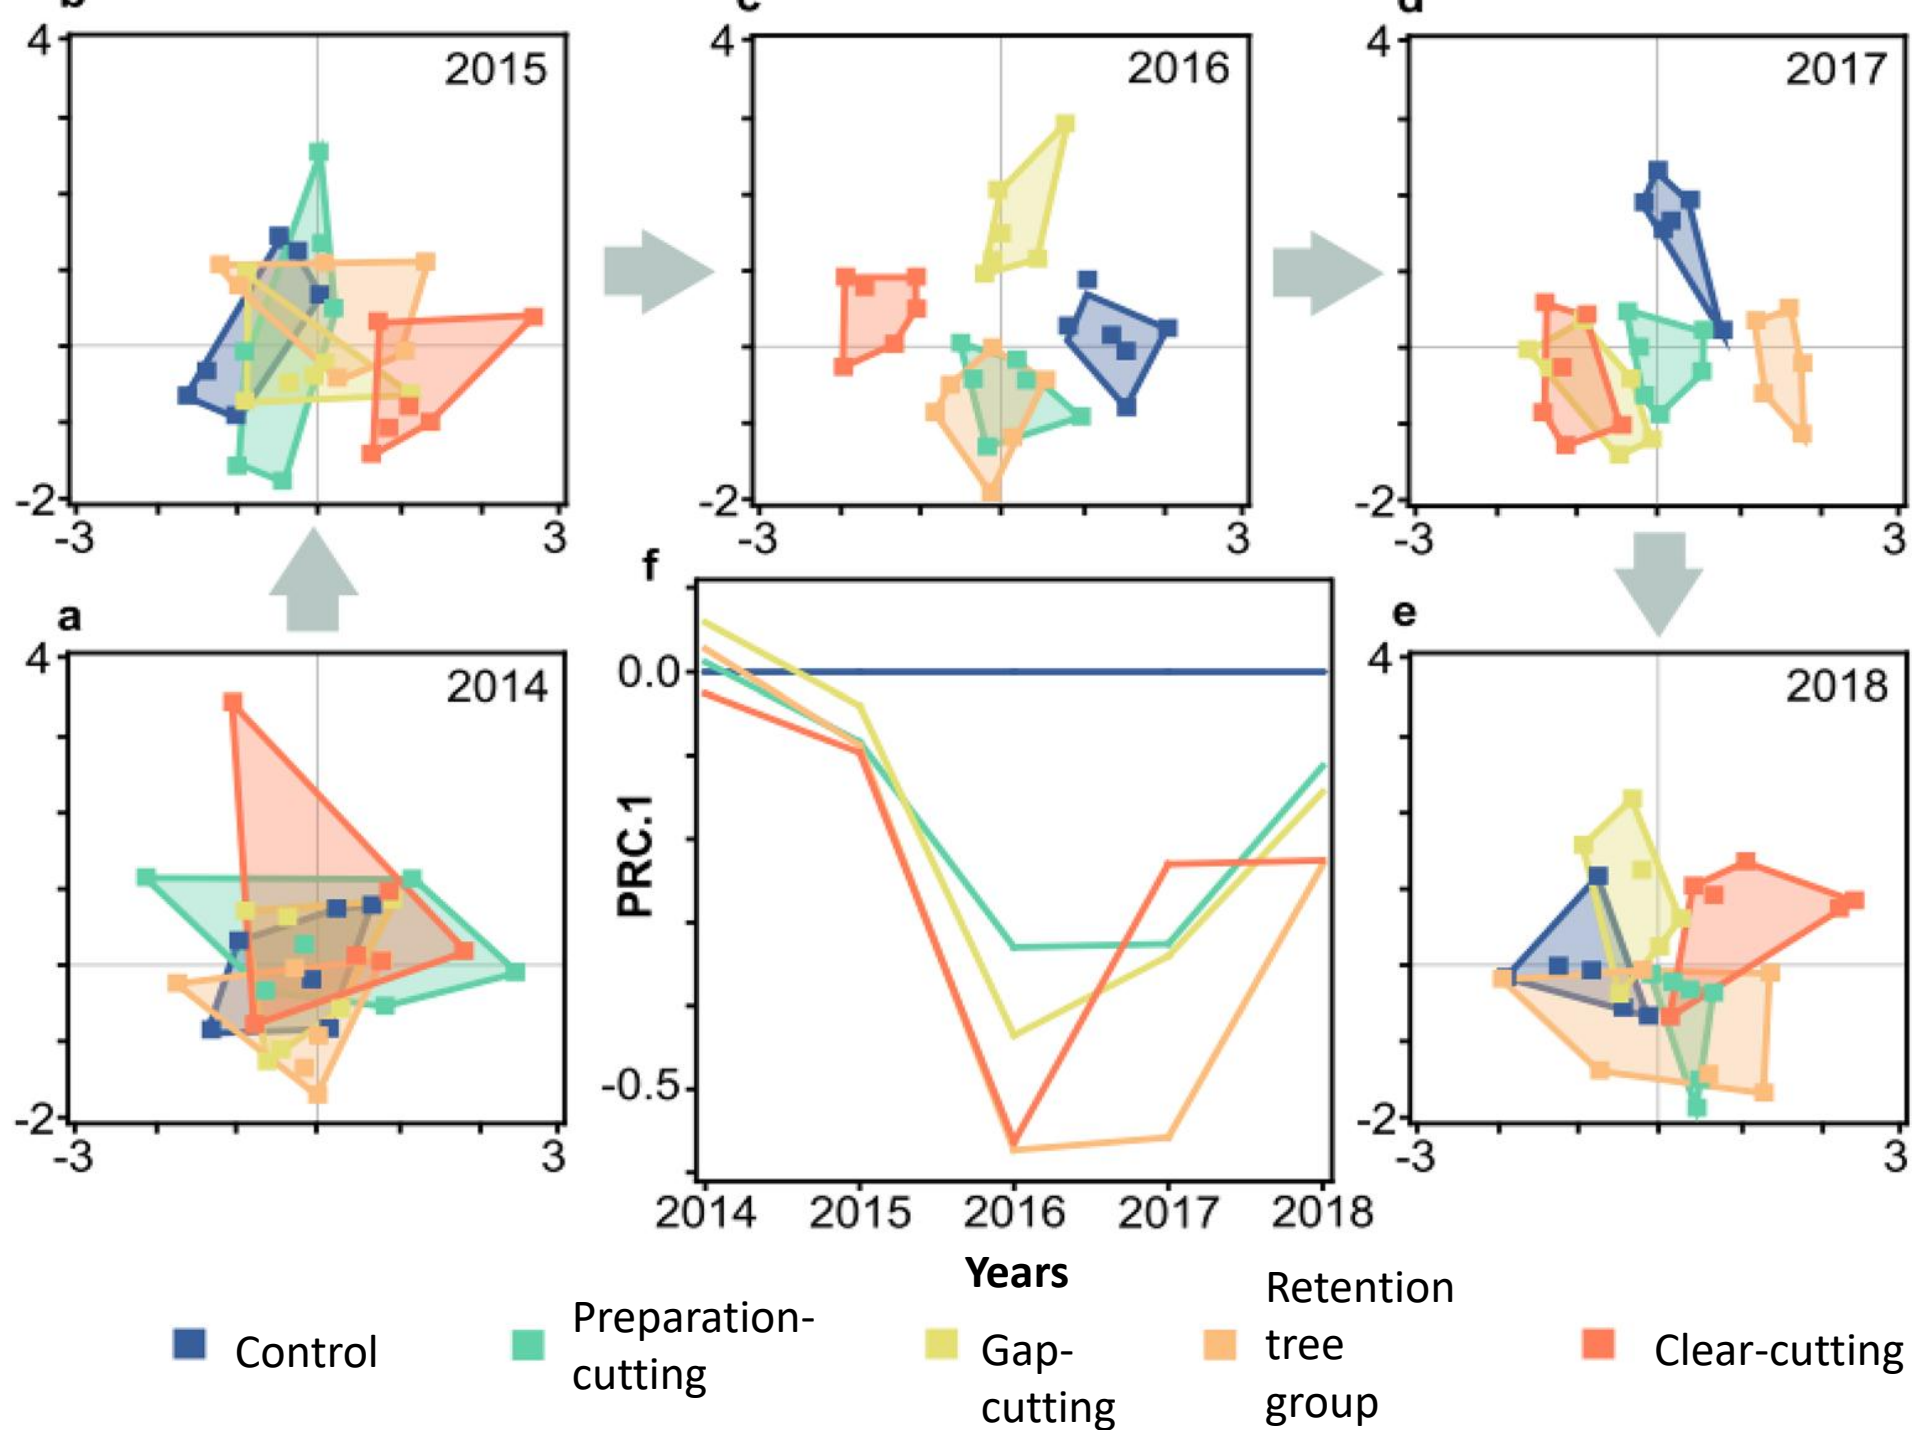 b
c
d
4
2015
4
2016
4
2017
-2
-3
3
-2
-3
3
-2
-3
3
f
a
e
4
2014
0.0
4
2018
PRC.1
-0.5
-2
-3
3
-2
-3
3
2014 2015 2016 2017 2018
Years
Control
Preparation-
cutting
Gap-
cutting
Retention
tree
group
Clear-cutting